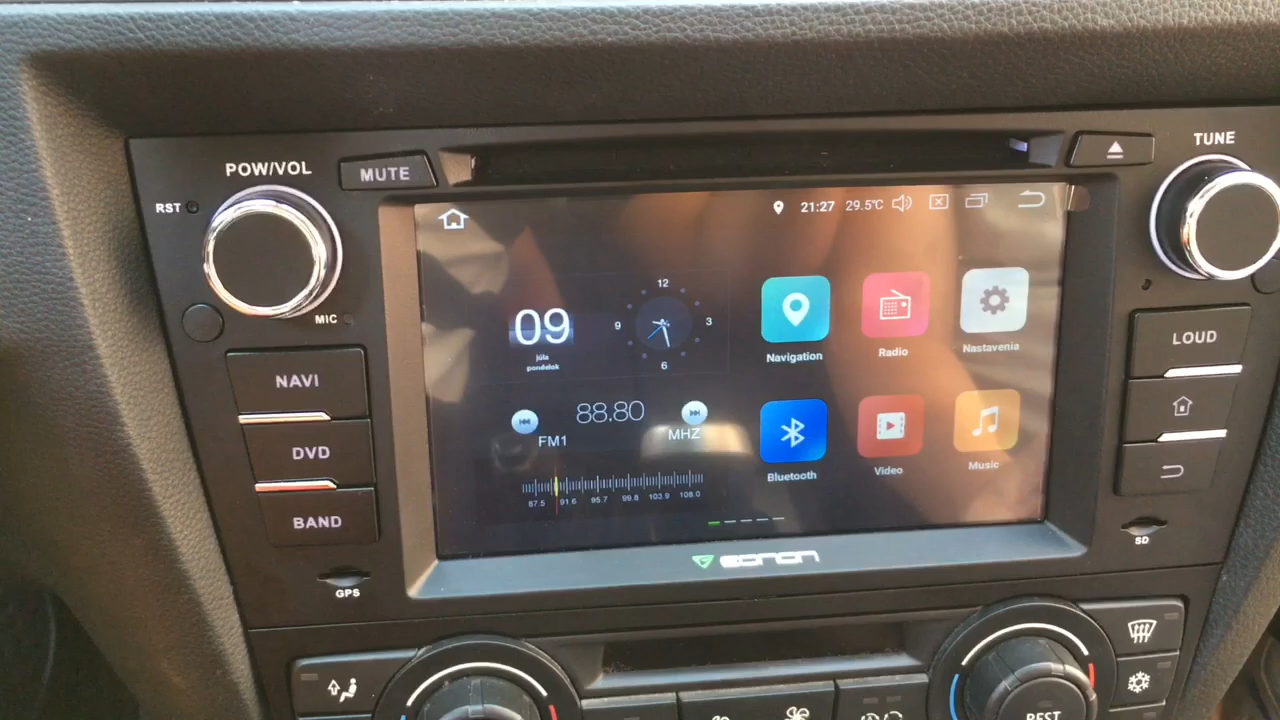 TUNE
POW/VOL
MUTE
RST
21:27 29.5°C
MIC
12
9
3
6
09
júla
pondelok
Navigation
Radio
Nastavenia
LOUD
NAVI
88.80
FM1
MHZ
DVD
Bluetooth
Video
Music
87.5 91.6 95.7 99.8 103.9 108.0
BAND
SD
EONON
GPS
REST